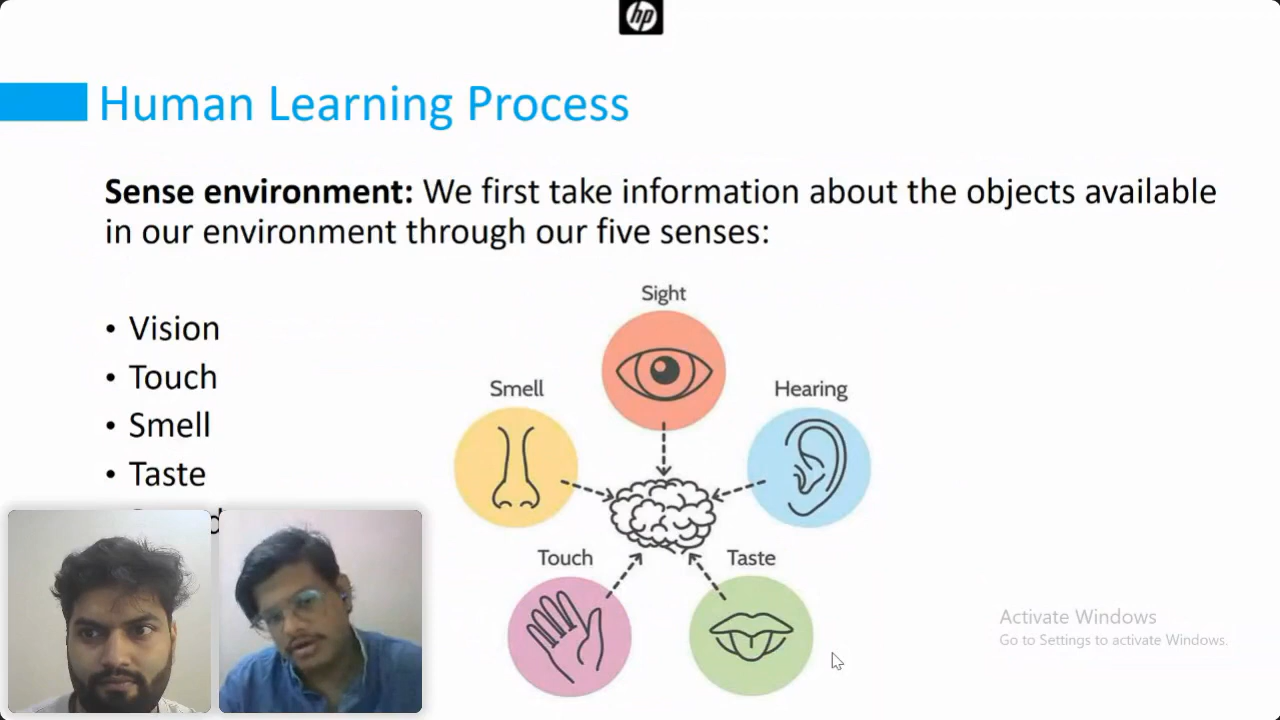 hp
Human Learning Process
Sense environment: We first take information about the objects available
in our environment through our five senses:
• Vision
• Touch
• Smell
• Taste
Sight
Smell
Hearing
Touch
Taste
Activate Windows
Go to Settings to activate Windows.